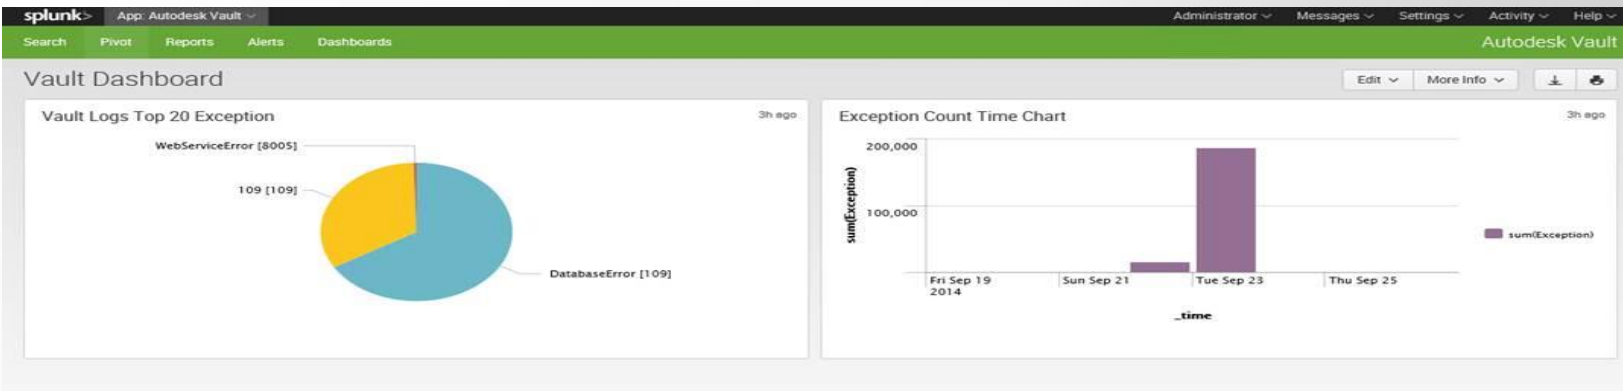 splunk> App: Autodesk Vault Administrator Messages Settings Activity Help
Search Pivot Reports Alerts Dashboards Autodesk Vault
Vault Dashboard Edit More Info
Vault Logs Top 20 Exception 3h ago
WebServiceError [8005]
109 [109]
DatabaseError [109]
Exception Count Time Chart 3h ago
200,000
100,000
sum(Exception)
sum(Exception)
Fri Sep 19 Sun Sep 21 Tue Sep 23 Thu Sep 25
2014
_time